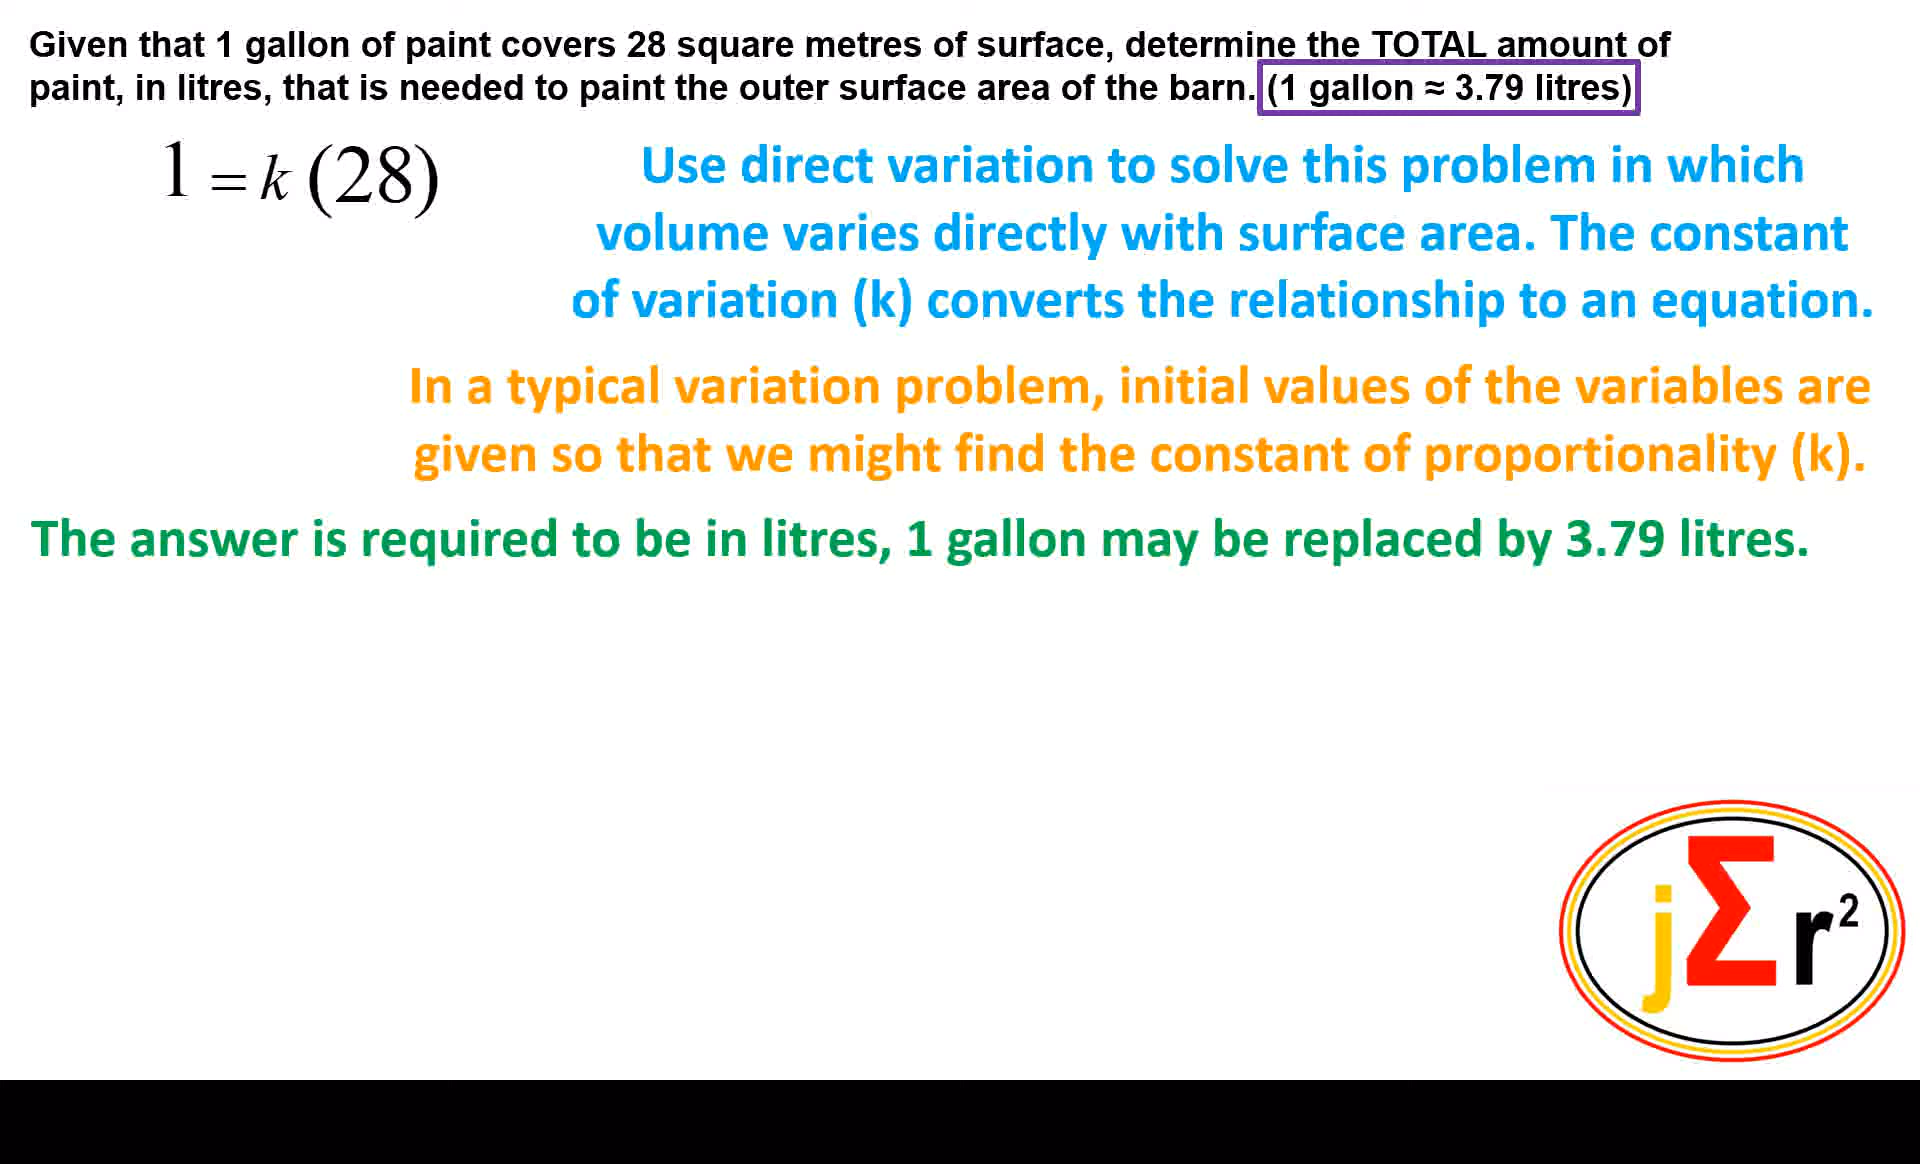 Given that 1 gallon of paint covers 28 square metres of surface, determine the TOTAL amount of
paint, in litres, that is needed to paint the outer surface area of the barn. (1 gallon ≈ 3.79 litres)
1 = k (28)
Use direct variation to solve this problem in which
volume varies directly with surface area. The constant
of variation (k) converts the relationship to an equation.
In a typical variation problem, initial values of the variables are
given so that we might find the constant of proportionality (k).
The answer is required to be in litres, 1 gallon may be replaced by 3.79 litres.
jΣr²